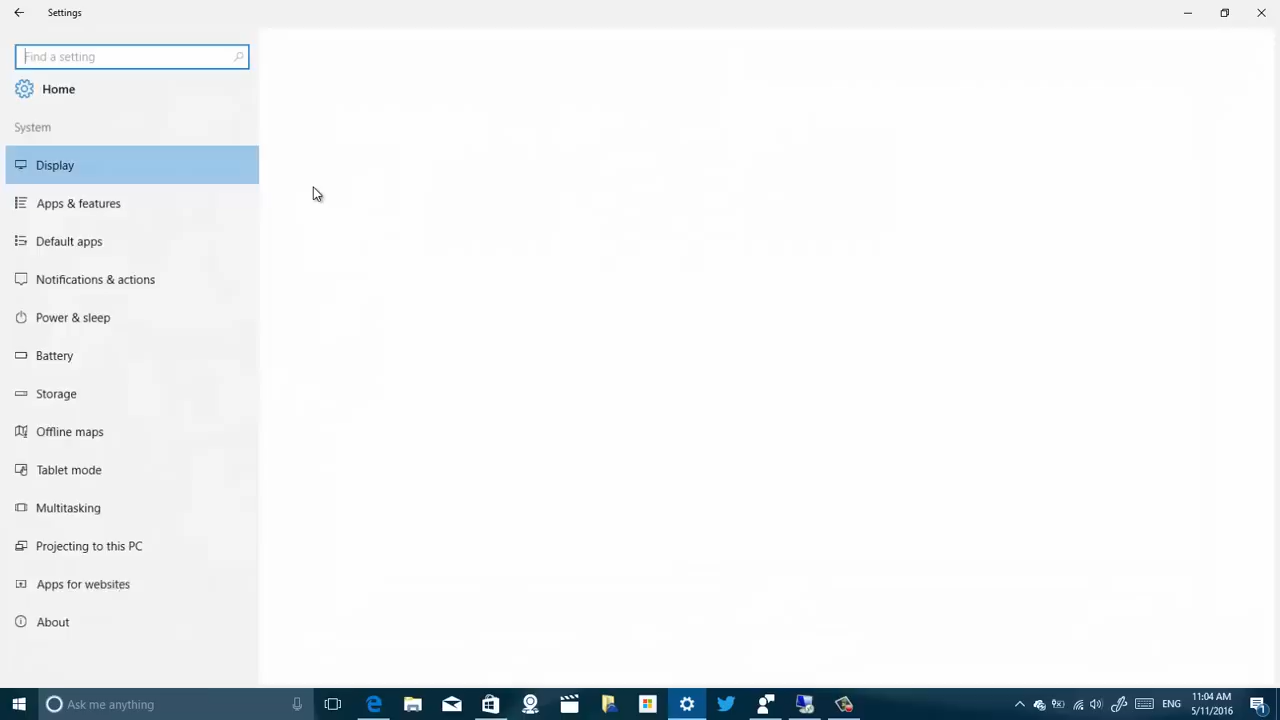 Settings
Find a setting
Home
System
Display
Apps & features
Default apps
Notifications & actions
Power & sleep
Battery
Storage
Offline maps
Tablet mode
Multitasking
Projecting to this PC
Apps for websites
About
Ask me anything
ENG
11:04 AM
5/11/2016
1